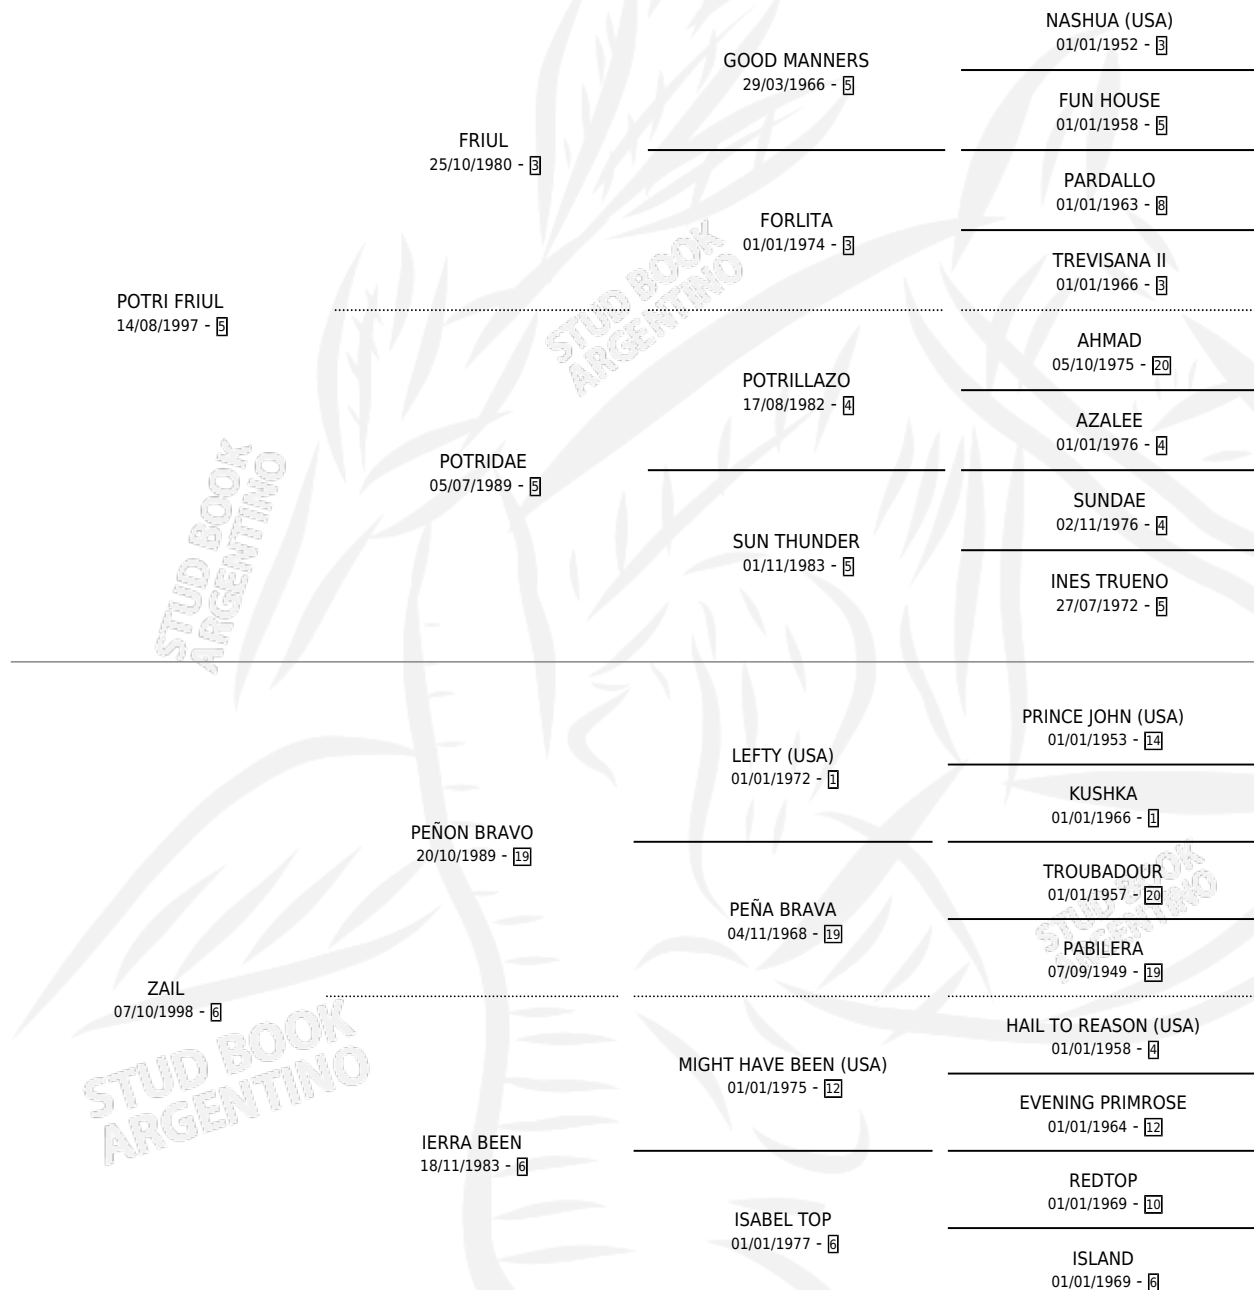 NASHUA (USA)
01/01/1952 - 3
GOOD MANNERS
29/03/1966 - 5
FUN HOUSE
01/01/1958 - 5
FRIUL
25/10/1980 - 3
PARDALLO
01/01/1963 - 8
FORLITA
01/01/1974 - 3
TREVISANA II
01/01/1966 - 3
POTRI FRIUL
14/08/1997 - 5
AHMAD
05/10/1975 - 20
POTRILLAZO
17/08/1982 - 4
AZALEE
01/01/1976 - 4
POTRIDAE
05/07/1989 - 5
SUNDAE
02/11/1976 - 4
SUN THUNDER
01/11/1983 - 5
INES TRUENO
27/07/1972 - 5
PRINCE JOHN (USA)
01/01/1953 - 14
LEFTY (USA)
01/01/1972 - 1
KUSHKA
01/01/1966 - 1
PEÑON BRAVO
20/10/1989 - 19
TROUBADOUR
01/01/1957 - 20
PEÑA BRAVA
04/11/1968 - 19
PABILERA
07/09/1949 - 19
ZAIL
07/10/1998 - 6
HAIL TO REASON (USA)
01/01/1958 - 4
MIGHT HAVE BEEN (USA)
01/01/1975 - 12
EVENING PRIMROSE
01/01/1964 - 12
IERRA BEEN
18/11/1983 - 6
REDTOP
01/01/1969 - 10
ISABEL TOP
01/01/1977 - 6
ISLAND
01/01/1969 - 6
STUD BOOK
ARGENTINO
STUD BOOK
ARGENTINO
STUD BOOK
ARGENTINO
STUD BOOK
ARGENTINO